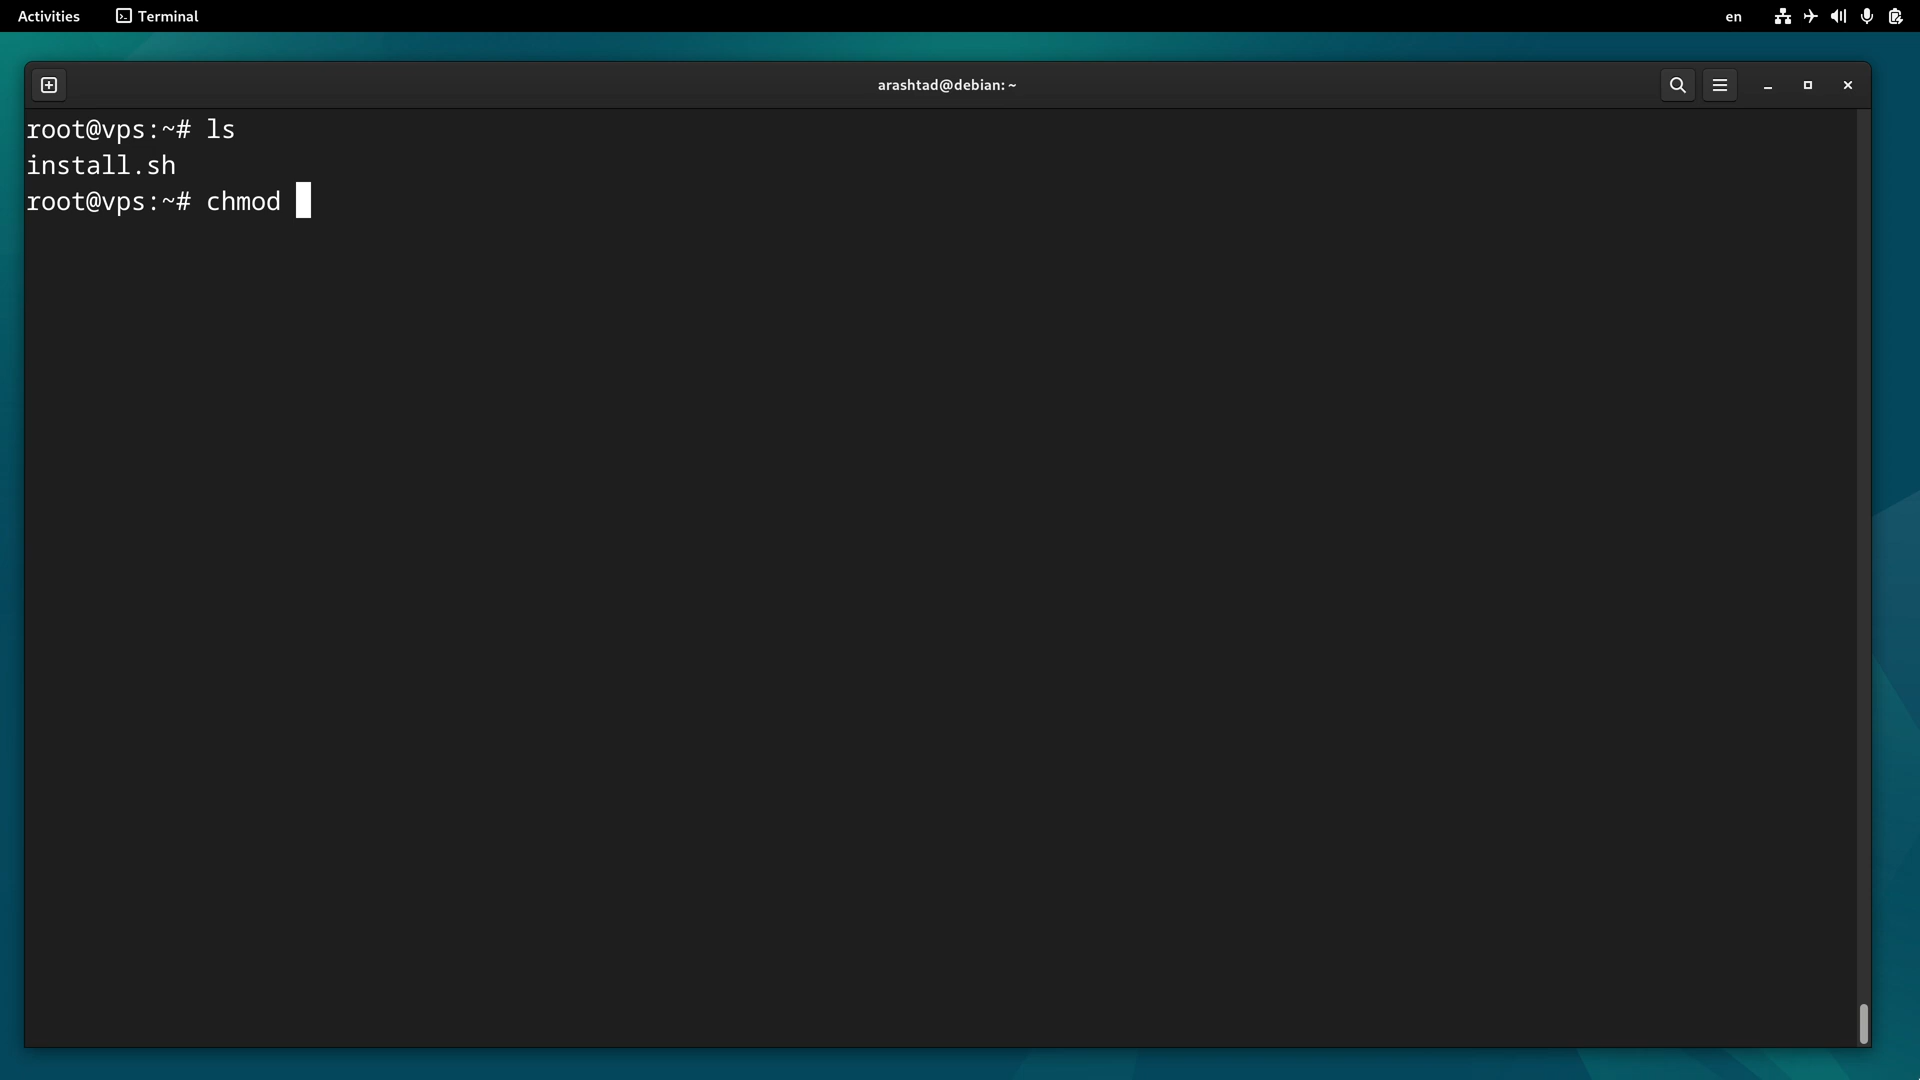 Activities
Terminal
en
arashtad@debian: ~
root@vps:~# ls
install.sh
root@vps:~# chmod